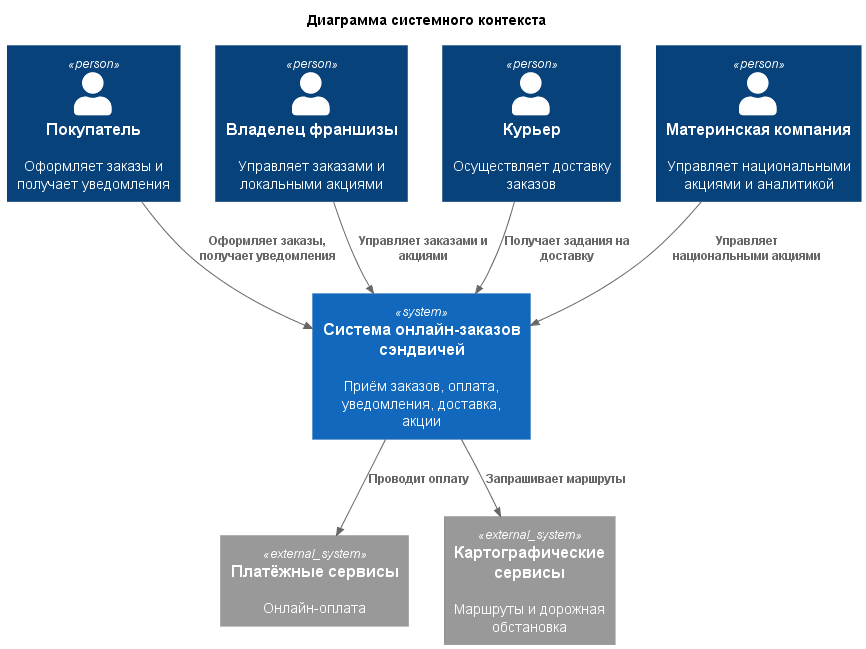 Диаграмма системного контекста
«person»
Покупатель
Оформляет заказы и
получает уведомления
«person»
Владелец франшизы
Управляет заказами и
локальными акциями
«person»
Курьер
Осуществляет доставку
заказов
«person»
Материнская компания
Управляет национальными
акциями и аналитикой
Оформляет заказы,
получает уведомления
Управляет заказами и
акциями
Получает задания на
доставку
Управляет
национальными акциями
«system»
Система онлайн-заказов
сэндвичей
Приём заказов, оплата,
уведомления, доставка,
акции
Проводит оплату
Запрашивает маршруты
«external_system»
Платёжные сервисы
Онлайн-оплата
«external_system»
Картографические
сервисы
Маршруты и дорожная
обстановка